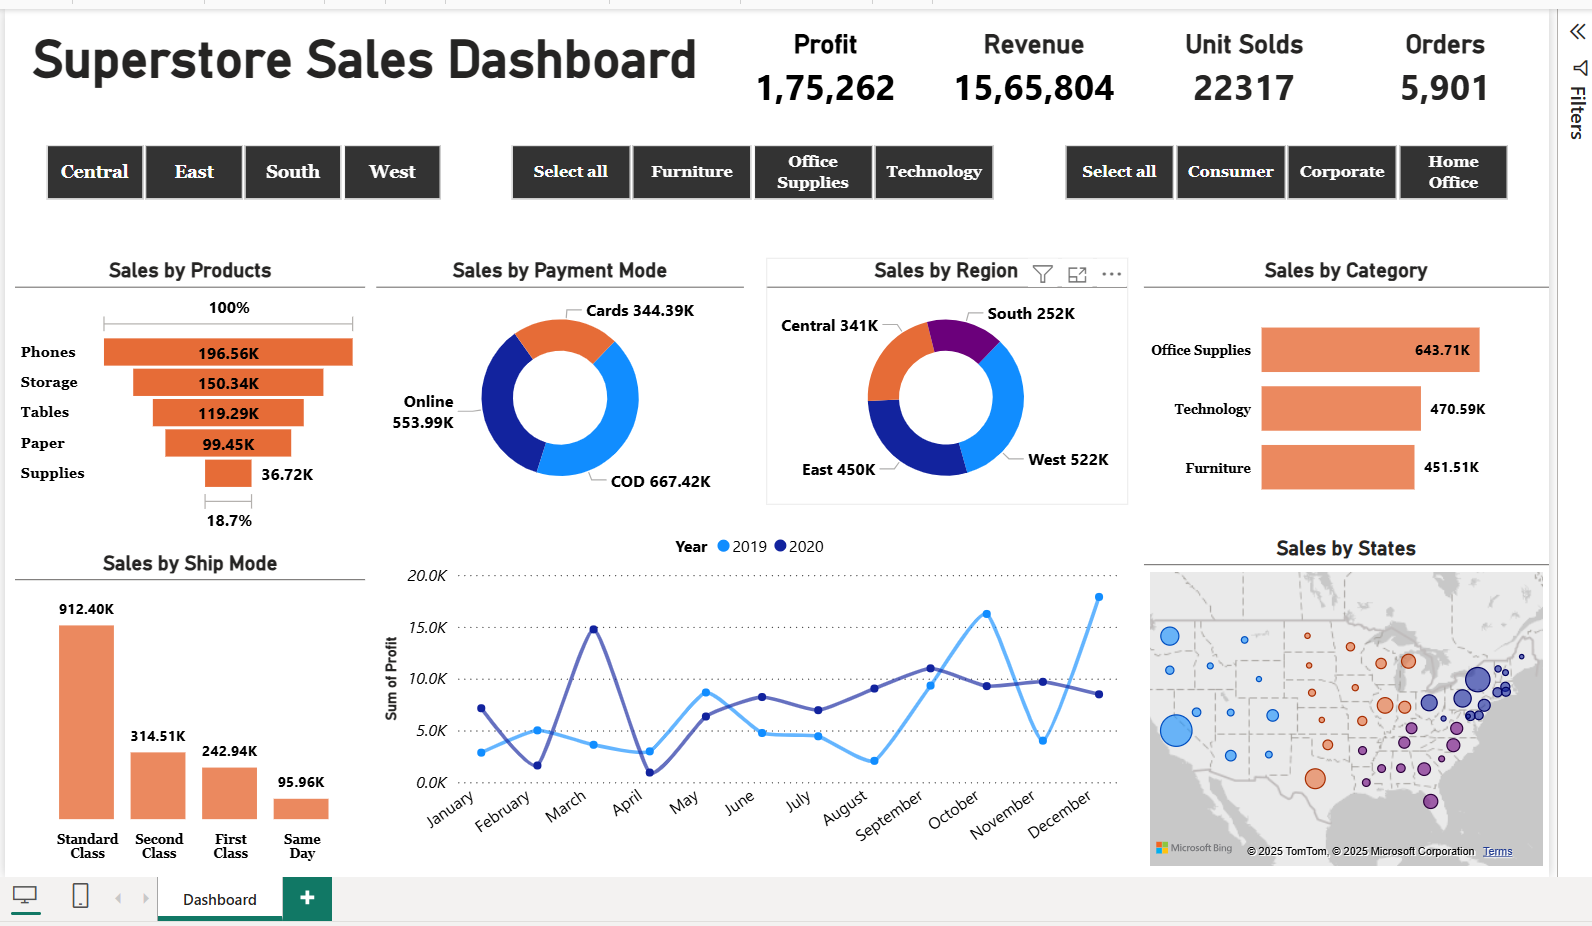 Superstore Sales Dashboard
Profit
1,75,262
Revenue
15,65,804
Unit Solds
22317
Orders
5,901
Filters
Central
East
South
West
Select all
Furniture
Office
Supplies
Technology
Select all
Consumer
Corporate
Home
Office
Sales by Products
100%
Phones 196.56K
Storage 150.34K
Tables 119.29K
Paper 99.45K
Supplies 36.72K
18.7%
Sales by Payment Mode
Cards 344.39K
Online
553.99K
COD 667.42K
Sales by Region
South 252K
Central 341K
East 450K
West 522K
Sales by Category
Office Supplies 643.71K
Technology 470.59K
Furniture 451.51K
Sales by Ship Mode
912.40K
314.51K
242.94K
95.96K
Standard
Class
Second
Class
First
Class
Same
Day
Year 2019 2020
Sum of Profit
20.0K
15.0K
10.0K
5.0K
0.0K
January
February
March
April
May
June
July
August
September
October
November
December
Sales by States
Microsoft Bing
© 2025 TomTom, © 2025 Microsoft Corporation Terms
Dashboard